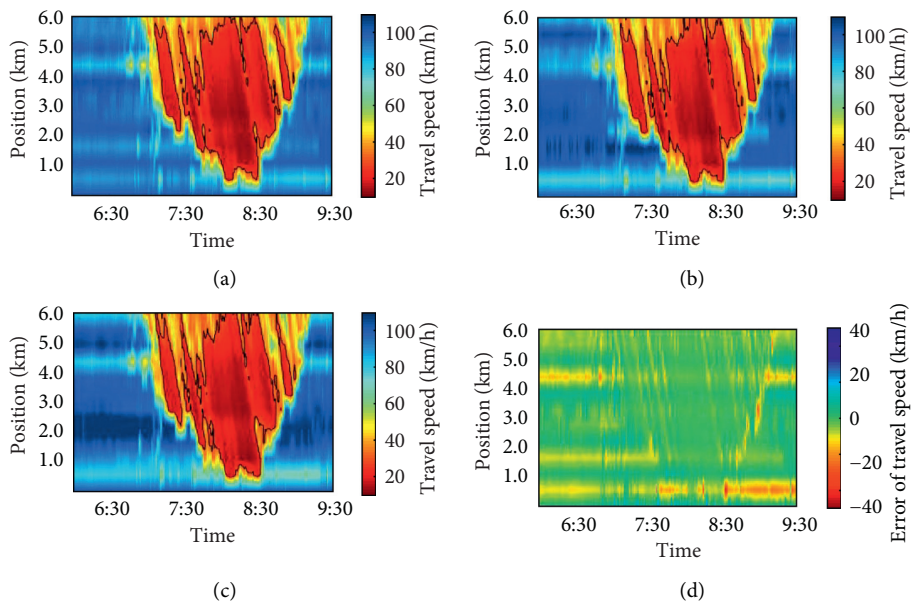 6.0
5.0
4.0
3.0
2.0
1.0
Position (km)
6:30 7:30 8:30 9:30
Time
100
80
60
40
20
Travel speed (km/h)
(a)
6.0
5.0
4.0
3.0
2.0
1.0
Position (km)
6:30 7:30 8:30 9:30
Time
100
80
60
40
20
Travel speed (km/h)
(b)
6.0
5.0
4.0
3.0
2.0
1.0
Position (km)
6:30 7:30 8:30 9:30
Time
100
80
60
40
20
Travel speed (km/h)
(c)
6.0
5.0
4.0
3.0
2.0
1.0
Position (km)
6:30 7:30 8:30 9:30
Time
40
20
0
−20
−40
Error of travel speed (km/h)
(d)